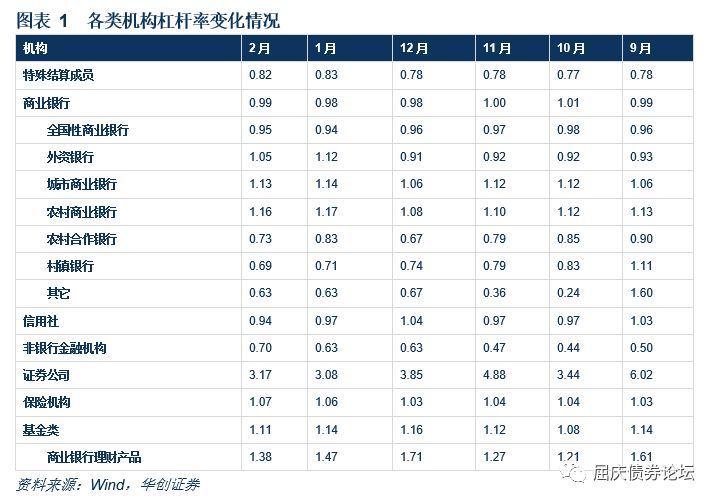 图表 1 各类机构杠杆率变化情况
机构 2月 1月 12月 11月 10月 9月
特殊结算成员 0.82 0.83 0.78 0.78 0.77 0.78
商业银行 0.99 0.98 0.98 1.00 1.01 0.99
全国性商业银行 0.95 0.94 0.96 0.97 0.98 0.96
外资银行 1.05 1.12 0.91 0.92 0.92 0.93
城市商业银行 1.13 1.14 1.06 1.12 1.12 1.06
农村商业银行 1.16 1.17 1.08 1.10 1.12 1.13
农村合作银行 0.73 0.83 0.67 0.79 0.85 0.90
村镇银行 0.69 0.71 0.74 0.79 0.83 1.11
其它 0.63 0.63 0.67 0.36 0.24 1.60
信用社 0.94 0.97 1.04 0.97 0.97 1.03
非银行金融机构 0.70 0.63 0.63 0.47 0.44 0.50
证券公司 3.17 3.08 3.85 4.88 3.44 6.02
保险机构 1.07 1.06 1.03 1.04 1.04 1.03
基金类 1.11 1.14 1.16 1.12 1.08 1.14
商业银行理财产品 1.38 1.47 1.71 1.27 1.21 1.61
资料来源：Wind，华创证券
屈庆债券论坛